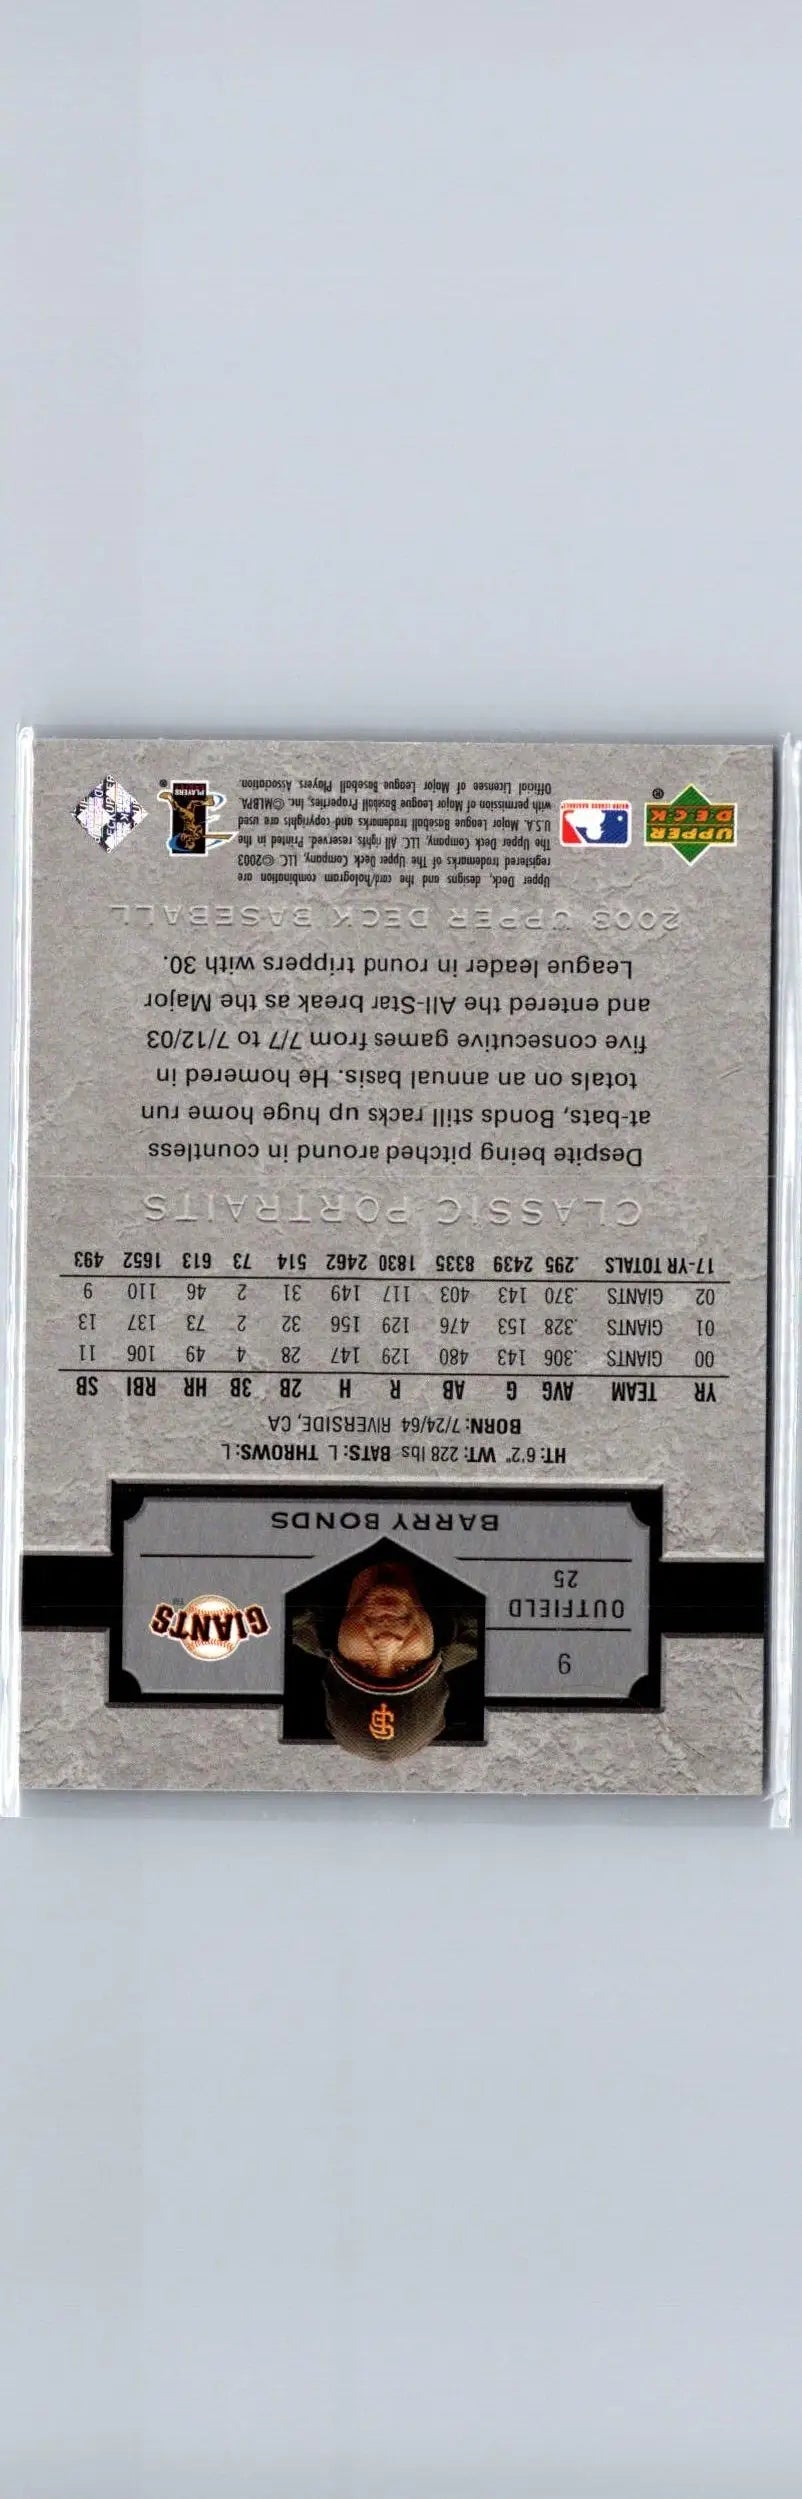 9
OUTFIELD
25
GIANTS™
BARRY BONDS
HT: 6'2" WT: 228 lbs BATS: L THROWS: L
BORN: 7/24/64 RIVERSIDE, CA
YR TEAM AVG G AB R H 2B 3B HR RBI SB
00 GIANTS .306 143 480 129 147 28 4 49 106 11
01 GIANTS .328 153 476 129 156 32 2 73 137 13
02 GIANTS .370 143 403 117 149 31 2 46 110 9
17-YR TOTALS .295 2439 8335 1830 2462 514 73 613 1652 493
CLASSIC PORTRAITS
Despite being pitched around in countless
at-bats, Bonds still racks up huge home run
totals on an annual basis. He homered in
five consecutive games from 7/7 to 7/12/03
and entered the All-Star break as the Major
League leader in round trippers with 30.
2003 UPPER DECK BASEBALL
UPPER
DECK
®
MAJOR LEAGUE BASEBALL
Upper Deck, designs and the card/hologram combination are
registered trademarks of The Upper Deck Company, LLC ©2003
The Upper Deck Company, LLC All rights reserved. Printed in the
U.S.A. Major League Baseball trademarks and copyrights are used
with permission of Major League Baseball Properties, Inc. ©MLBPA.
Official Licensee of Major League Baseball Players Association.
PLAYERS
®